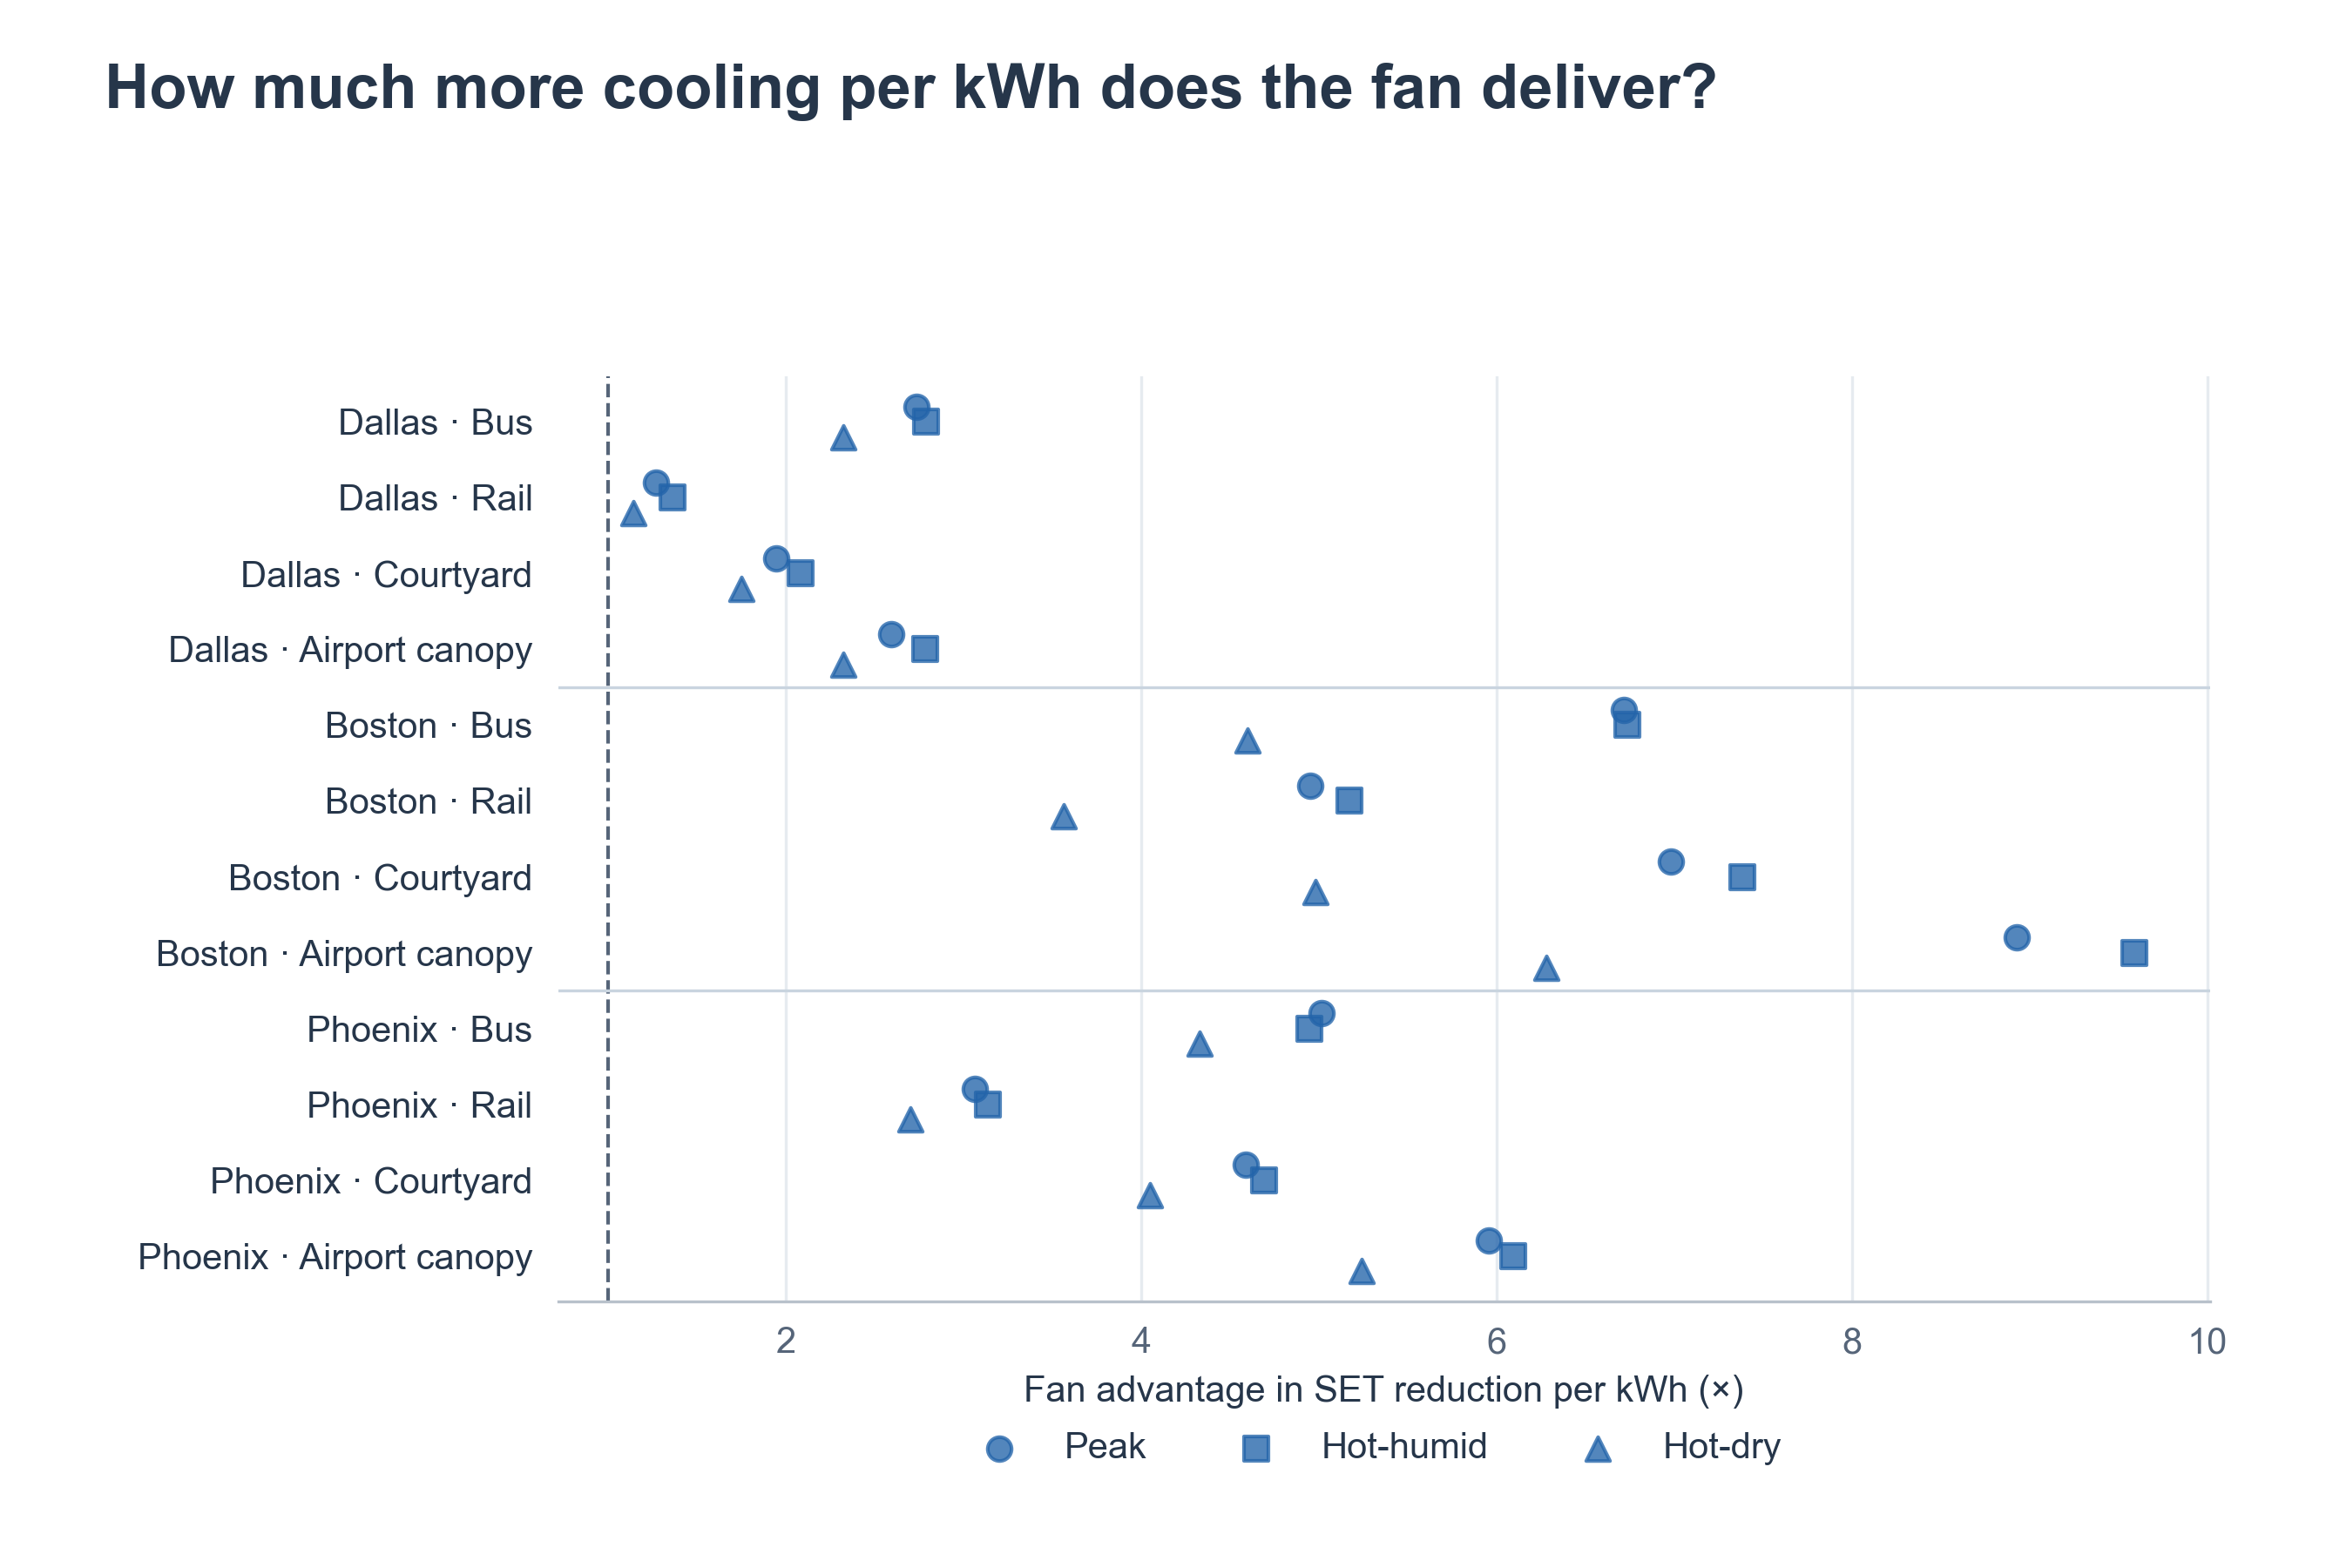 How much more cooling per kWh does the fan deliver?
Dallas · Bus
Dallas · Rail
Dallas · Courtyard
Dallas · Airport canopy
Boston · Bus
Boston · Rail
Boston · Courtyard
Boston · Airport canopy
Phoenix · Bus
Phoenix · Rail
Phoenix · Courtyard
Phoenix · Airport canopy
2 4 6 8 10
Fan advantage in SET reduction per kWh (×)
Peak Hot-humid Hot-dry